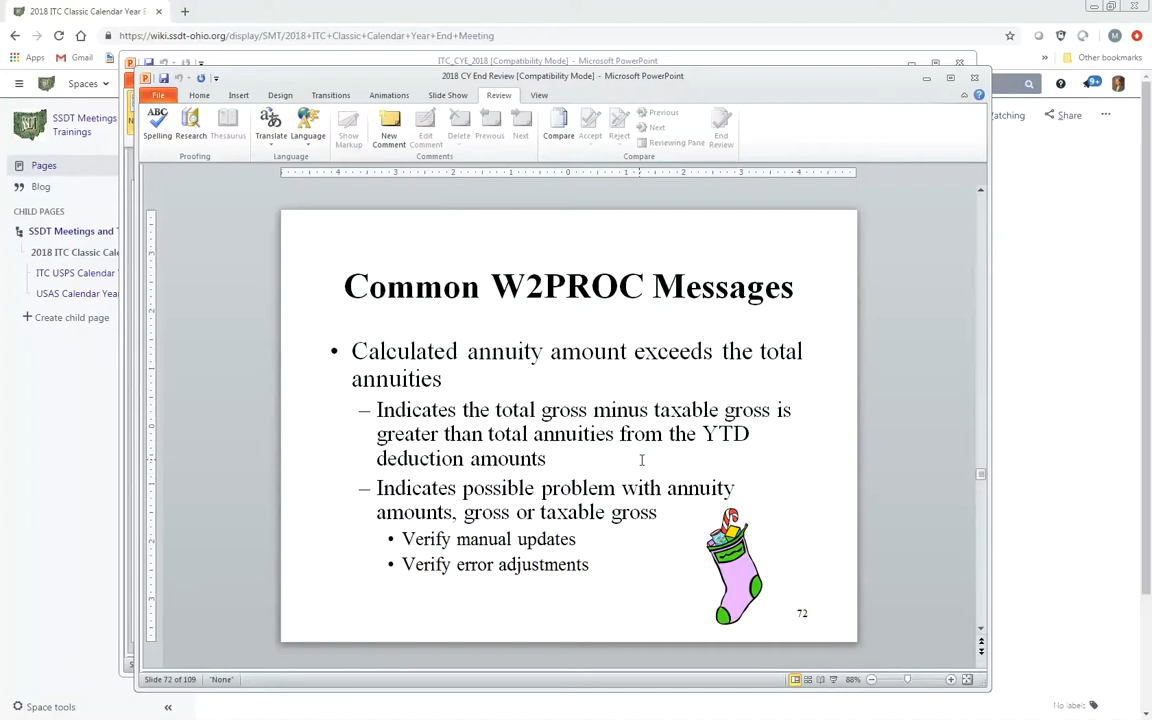 2018 ITC Classic Calendar Year E
https://wiki.ssdt-ohio.org/display/SMT/2018+ITC+Classic+Calendar+Year+End+Meeting
M
Apps
Gmail
»
Other bookmarks
ITC_CYE_2018 [Compatibility Mode] - Microsoft PowerPoint
2018 CY End Review [Compatibility Mode] - Microsoft PowerPoint
Spaces
9+
File
Home
Insert
Design
Transitions
Animations
Slide Show
Review
View
ABC
Spelling
Research
Thesaurus
Translate
Language
Show Markup
New Comment
Edit Comment
Delete
Previous
Next
Compare
Accept
Reject
Previous
Next
Reviewing Pane
End Review
Proofing
Language
Comments
Compare
atching
Share
SSDT Meetings
Trainings
Pages
Blog
CHILD PAGES
SSDT Meetings and T
2018 ITC Classic Cale
ITC USPS Calendar
USAS Calendar Year
Create child page
Common W2PROC Messages
• Calculated annuity amount exceeds the total
annuities
– Indicates the total gross minus taxable gross is
greater than total annuities from the YTD
deduction amounts
– Indicates possible problem with annuity
amounts, gross or taxable gross
• Verify manual updates
• Verify error adjustments
72
Slide 72 of 109
"None"
88%
Space tools
«
No labels